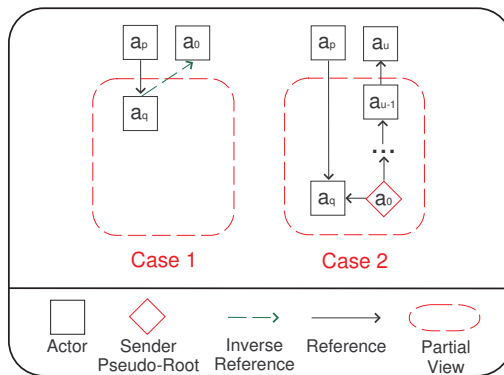 ap a0 ap au
aq au-1
...
aq a0
Case 1 Case 2
Actor Sender Pseudo-Root Inverse Reference Reference Partial View